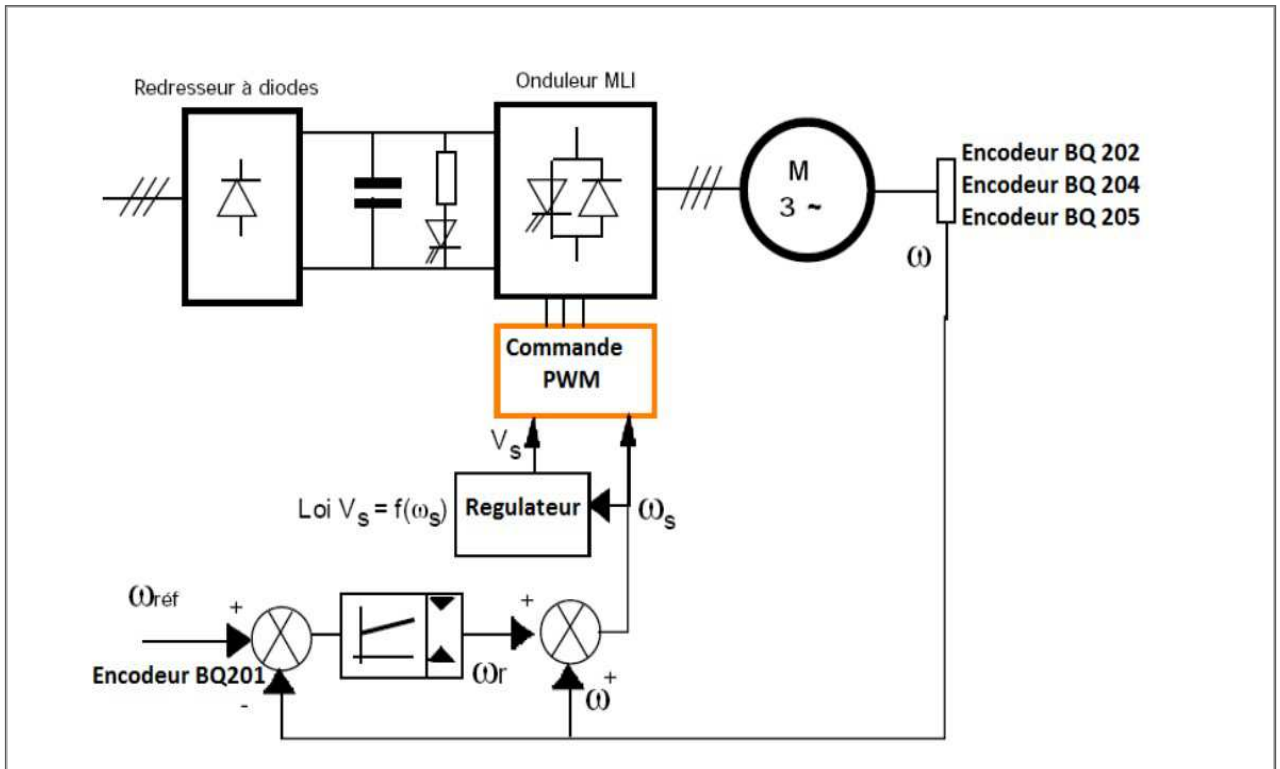 Redresseur à diodes
Onduleur MLI
M
3 ~
Encodeur BQ 202
Encodeur BQ 204
Encodeur BQ 205
ω
Commande
PWM
Vs
Loi Vs = f(ωs)
Regulateur
ωs
ωréf
+
+
Encodeur BQ201
ωr
ω
+
-